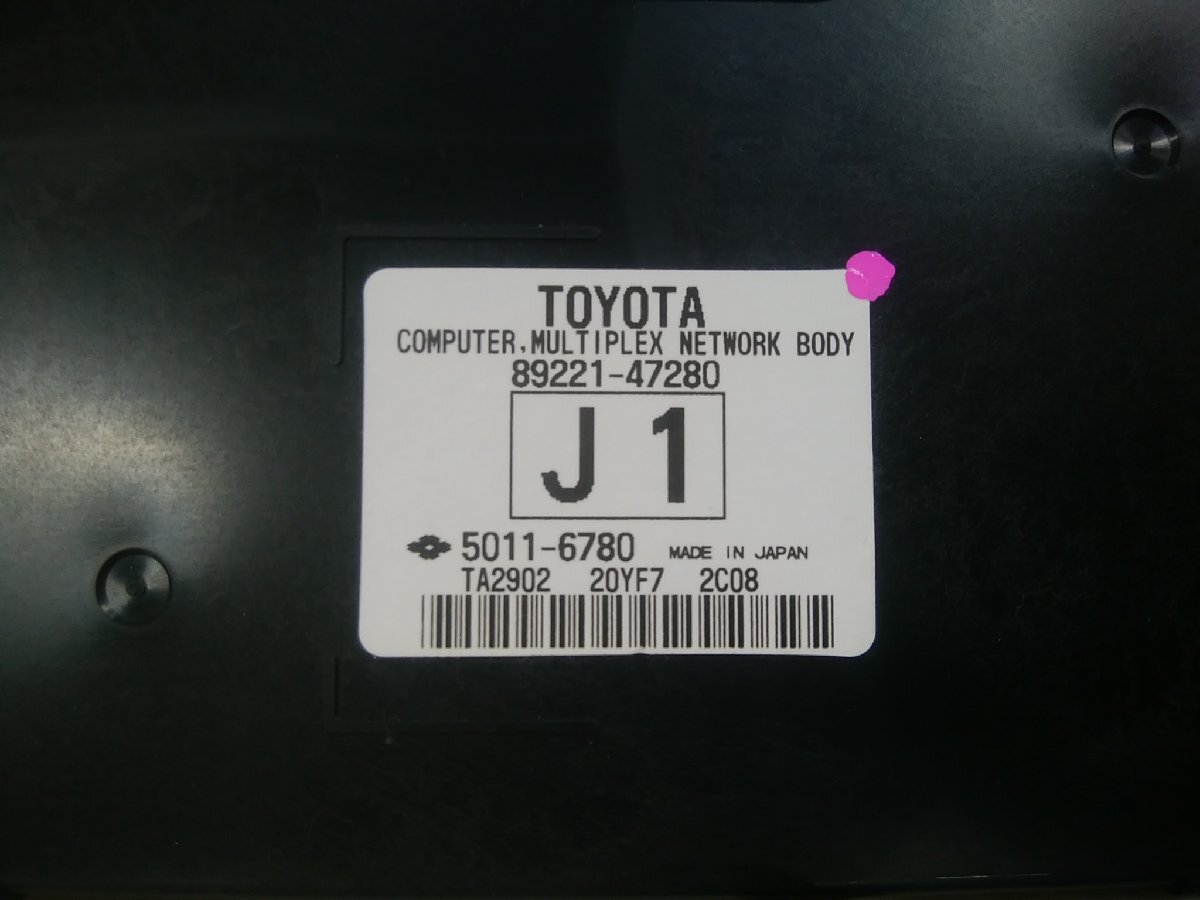 TOYOTA
COMPUTER,MULTIPLEX NETWORK BODY
89221-47280
J1
5011-6780 MADE IN JAPAN
TA2902 20YF7 2C08